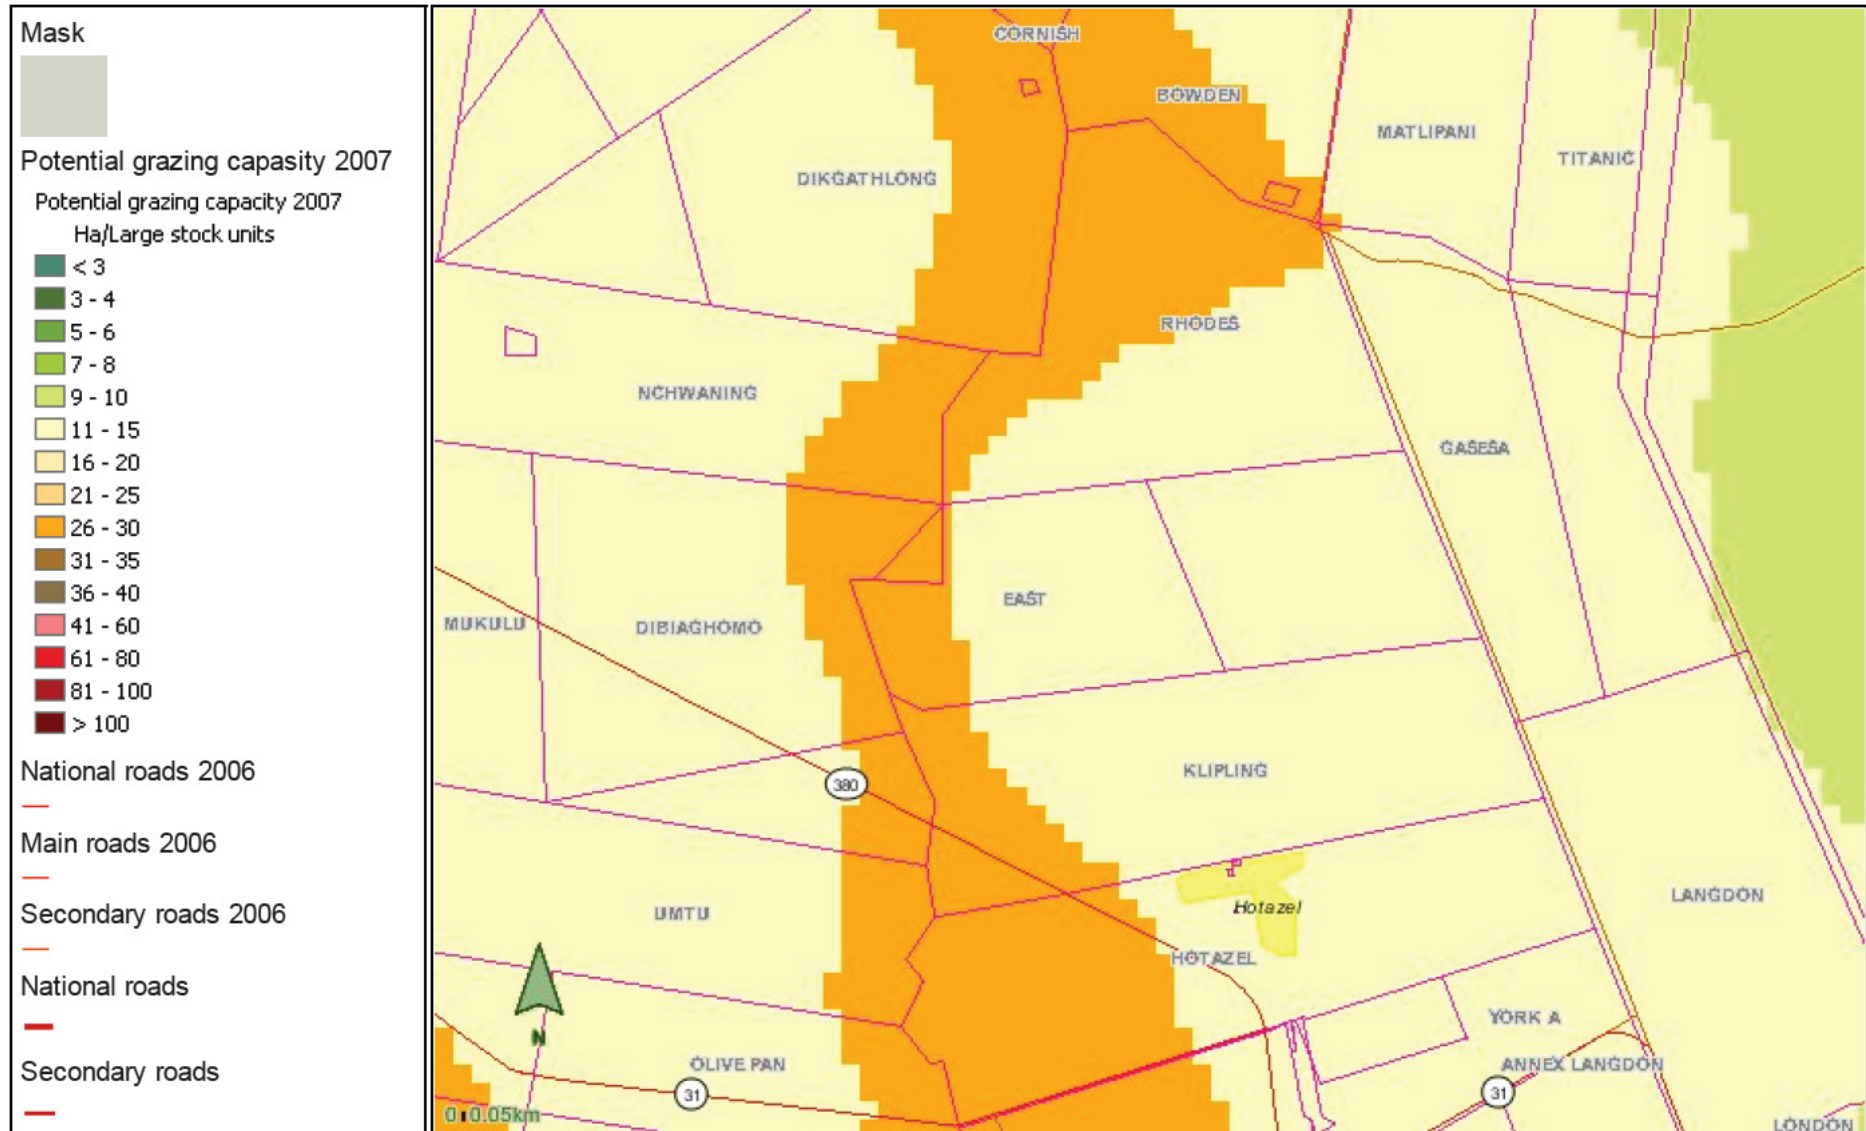 Mask
Potential grazing capasity 2007
Potential grazing capacity 2007
Ha/Large stock units
< 3
3 - 4
5 - 6
7 - 8
9 - 10
11 - 15
16 - 20
21 - 25
26 - 30
31 - 35
36 - 40
41 - 60
61 - 80
81 - 100
> 100
National roads 2006
Main roads 2006
Secondary roads 2006
National roads
Secondary roads
CORNISH
BOWDEN
MATLIPANI
TITANIC
DIKGATHLONG
RHODES
NCHWANING
GASESA
EAST
MUKULU
DIBIAGHOMO
KLIPLING
380
LANGDON
Hotazel
UMTU
HOTAZEL
YORK A
N
OLIVE PAN
ANNEX LANGDON
31
31
0 0.05km
LONDON